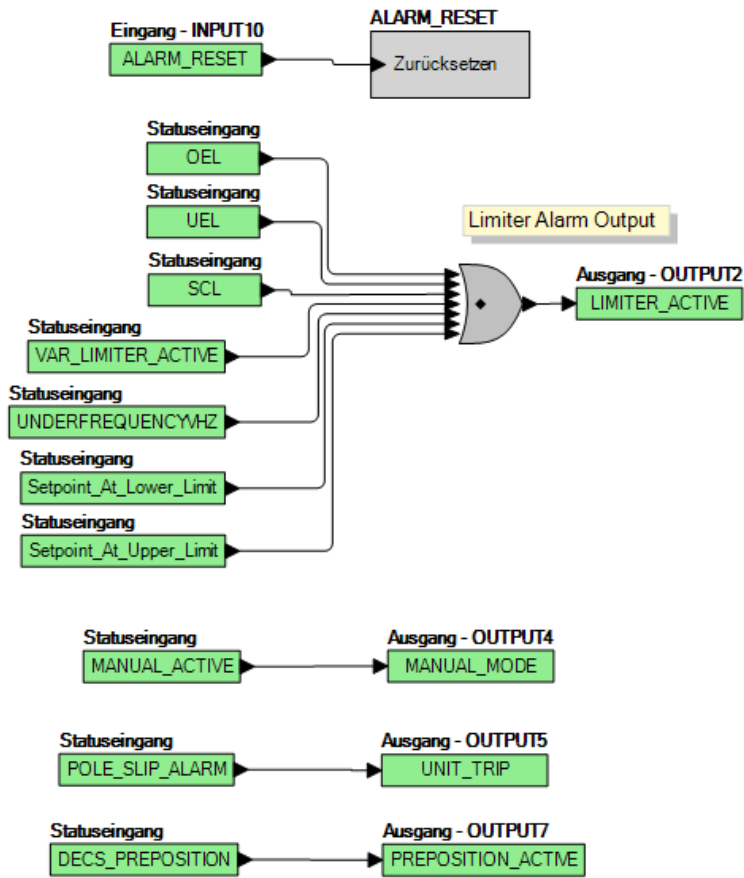 Eingang - INPUT10
ALARM_RESET
ALARM_RESET
Zurücksetzen
Statuseingang
OEL
Statuseingang
UEL
Limiter Alarm Output
Statuseingang
SCL
Ausgang - OUTPUT2
LIMITER_ACTIVE
Statuseingang
VAR_LIMITER_ACTIVE
Statuseingang
UNDERFREQUENCYVHZ
Statuseingang
Setpoint_At_Lower_Limit
Statuseingang
Setpoint_At_Upper_Limit
Statuseingang
MANUAL_ACTIVE
Ausgang - OUTPUT4
MANUAL_MODE
Statuseingang
POLE_SLIP_ALARM
Ausgang - OUTPUT5
UNIT_TRIP
Statuseingang
DECS_PREPOSITION
Ausgang - OUTPUT7
PREPOSITION_ACTIVE